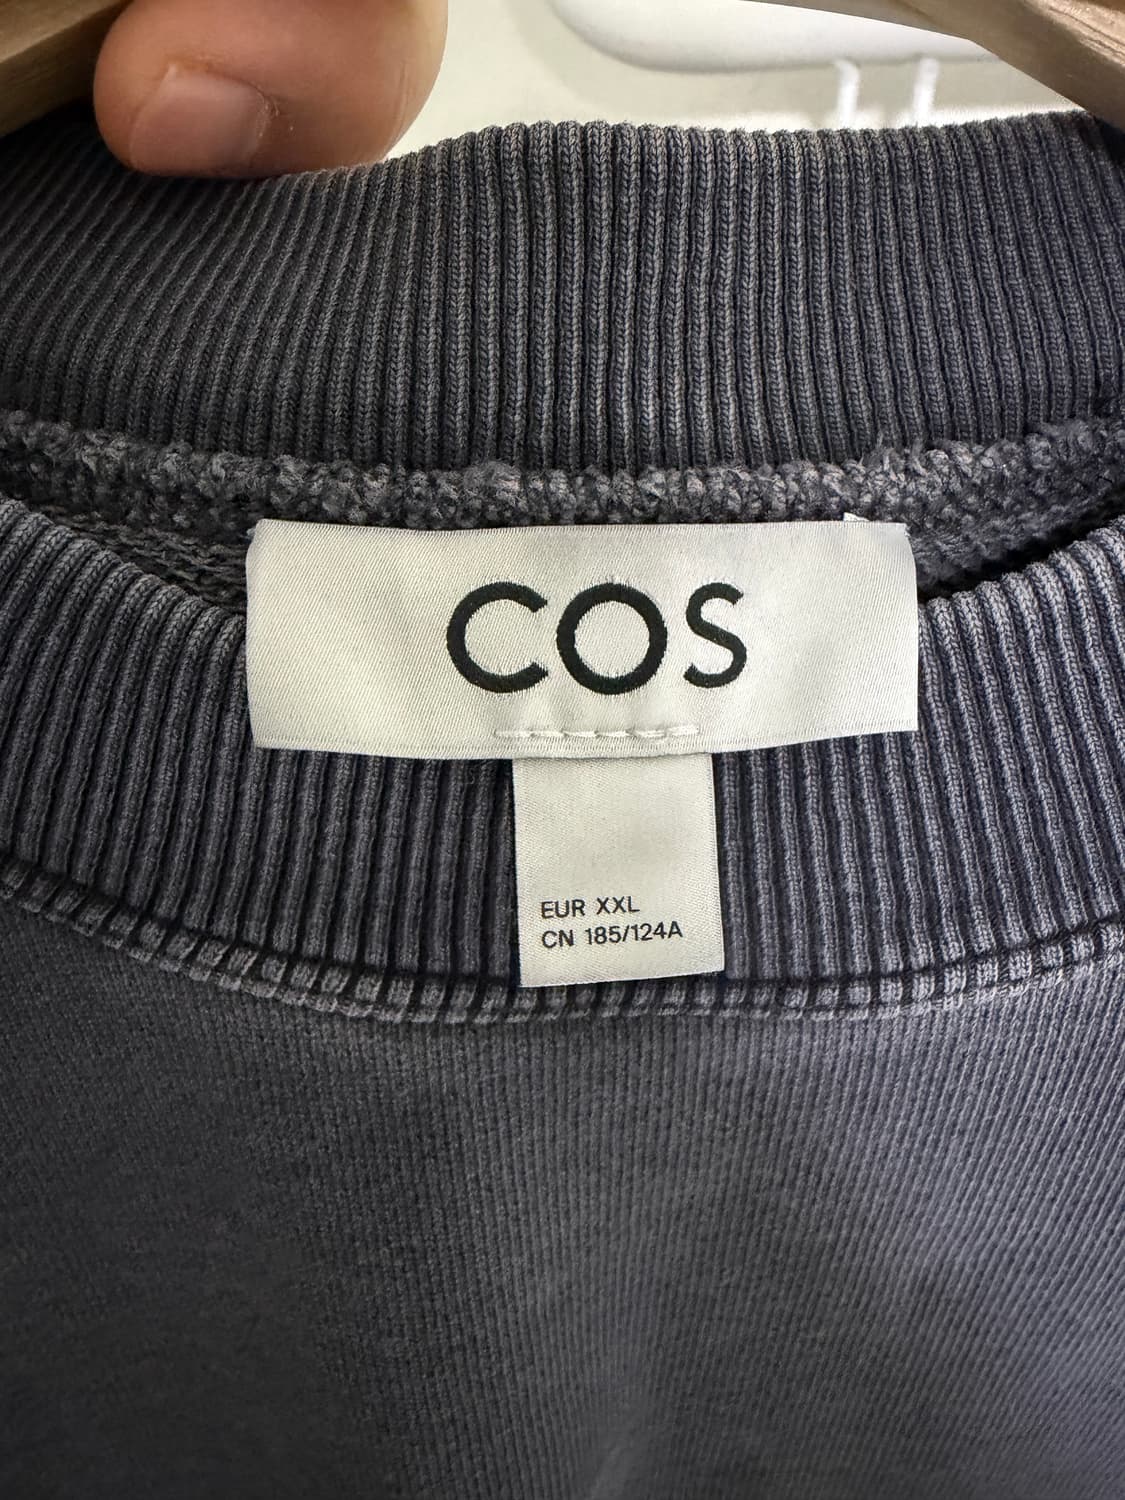 COS
EUR XXL
CN 185/124A